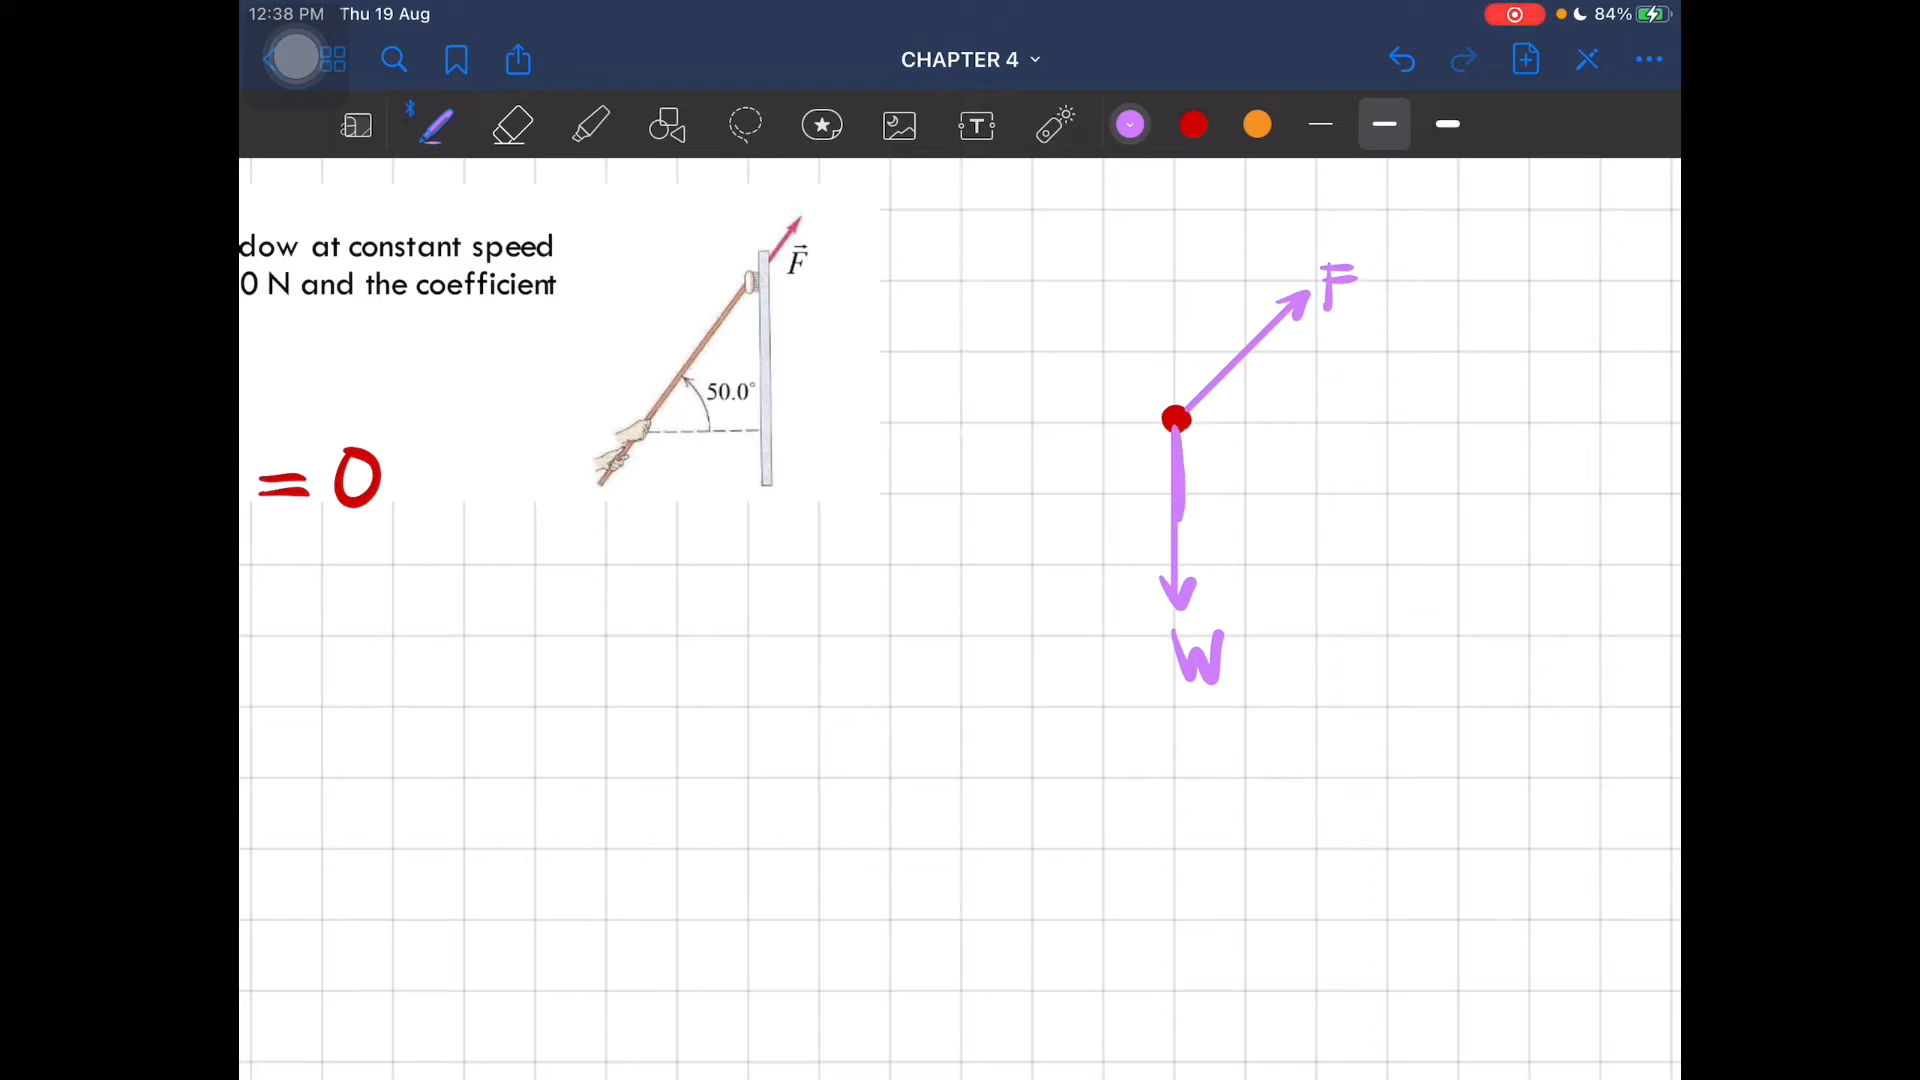 12:38 PM Thu 19 Aug
84%
CHAPTER 4
T
dow at constant speed
0 N and the coefficient
F
50.0°
= 0
F
W